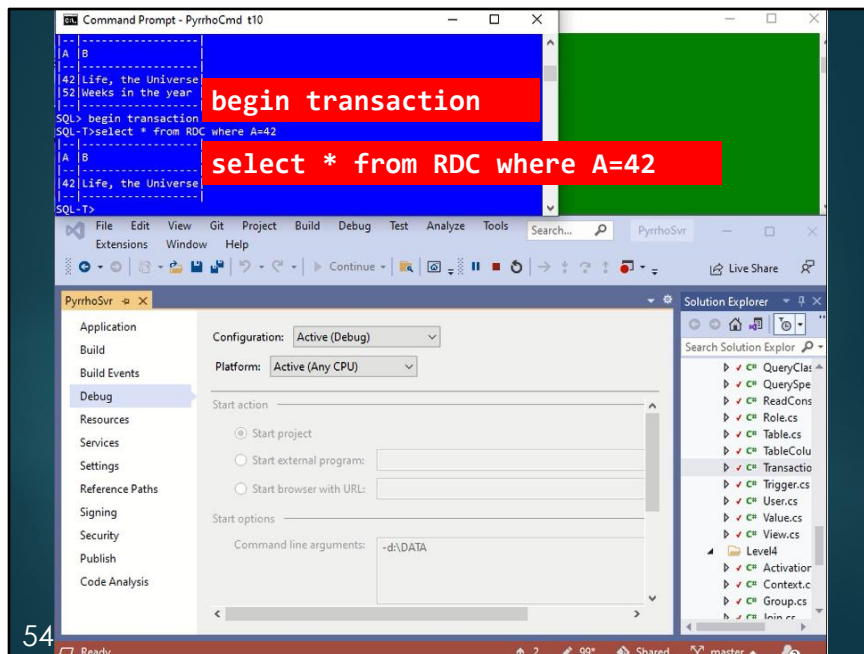 Command Prompt - PyrrhoCmd t10
|--|------------------|
|A |B
|--|------------------|
|42|Life, the Universe|
|52|Weeks in the year
|--|------------------|
SQL> begin transaction
begin transaction
SQL-T>select * from RDC where A=42
|--|------------------|
|A |B
|--|------------------|
select * from RDC where A=42
|42|Life, the Universe|
|--|------------------|
SQL-T>
File Edit View Git Project Build Debug Test Analyze Tools Search... PyrrhoSvr
Extensions Window Help
Continue Live Share
PyrrhoSvr Solution Explorer
Application
Configuration: Active (Debug)
Build
Search Solution Explor
Platform: Active (Any CPU)
Build Events
QueryClas
QuerySpe
Debug
Start action
ReadCons
Resources
Role.cs
Start project
Services
Table.cs
Settings
Start external program:
TableColu
Transactio
Reference Paths
Start browser with URL:
Trigger.cs
Signing
User.cs
Start options
Value.cs
Security
View.cs
Command line arguments: -d:\DATA
Publish
Level4
Code Analysis
Activation
Context.c
Group.cs
Join.cs
54
Ready 2 99+ Shared master